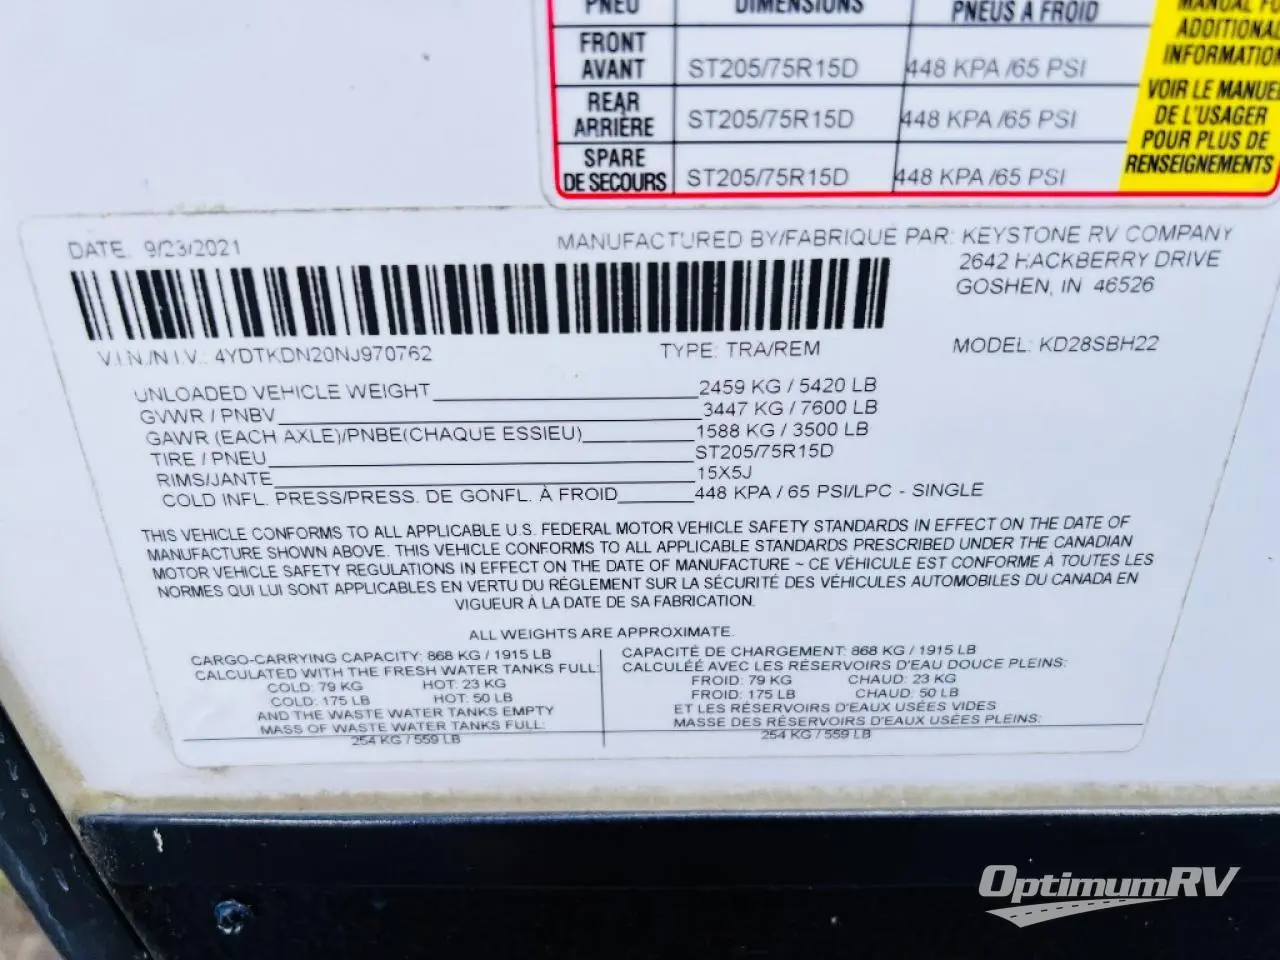 PNEU DIMENSIONS PNEUS A FROID
FRONT
AVANT ST205/75R15D 448 KPA /65 PSI
REAR
ARRIÈRE ST205/75R15D 448 KPA /65 PSI
SPARE
DE SECOURS ST205/75R15D 448 KPA /65 PSI
MANUAL
ADDITIONAL
INFORMATION
VOIR LE MANUEL
DE L'USAGER
POUR PLUS DE
RENSEIGNEMENTS
DATE. 9/23/2021
MANUFACTURED BY/FABRIQUE PAR: KEYSTONE RV COMPANY
2642 HACKBERRY DRIVE
GOSHEN, IN 46526
V.I.N./N.I.V.: 4YDTKDN20NJ970762 TYPE: TRA/REM MODEL: KD28SBH22
UNLOADED VEHICLE WEIGHT 2459 KG / 5420 LB
GVWR / PNBV 3447 KG / 7600 LB
GAWR (EACH AXLE)/PNBE(CHAQUE ESSIEU) 1588 KG / 3500 LB
TIRE / PNEU ST205/75R15D
RIMS/JANTE 15X5J
COLD INFL. PRESS/PRESS. DE GONFL. À FROID 448 KPA / 65 PSI/LPC - SINGLE
THIS VEHICLE CONFORMS TO ALL APPLICABLE U.S. FEDERAL MOTOR VEHICLE SAFETY STANDARDS IN EFFECT ON THE DATE OF
MANUFACTURE SHOWN ABOVE. THIS VEHICLE CONFORMS TO ALL APPLICABLE STANDARDS PRESCRIBED UNDER THE CANADIAN
MOTOR VEHICLE SAFETY REGULATIONS IN EFFECT ON THE DATE OF MANUFACTURE ~ CE VÉHICULE EST CONFORME À TOUTES LES
NORMES QUI LUI SONT APPLICABLES EN VERTU DU RÉGLEMENT SUR LA SÉCURITÉ DES VÉHICULES AUTOMOBILES DU CANADA EN
VIGUEUR À LA DATE DE SA FABRICATION.
ALL WEIGHTS ARE APPROXIMATE.
CARGO-CARRYING CAPACITY: 868 KG / 1915 LB
CALCULATED WITH THE FRESH WATER TANKS FULL:
COLD: 79 KG HOT: 23 KG
COLD: 175 LB HOT: 50 LB
AND THE WASTE WATER TANKS EMPTY
MASS OF WASTE WATER TANKS FULL:
254 KG / 559 LB
CAPACITÉ DE CHARGEMENT: 868 KG / 1915 LB
CALCULÉÉ AVEC LES RÉSERVOIRS D'EAU DOUCE PLEINS:
FROID: 79 KG CHAUD: 23 KG
FROID: 175 LB CHAUD: 50 LB
ET LES RÉSERVOIRS D'EAUX USÉES VIDES
MASSE DES RÉSERVOIRS D'EAUX USÉES PLEINS:
254 KG / 559 LB
OptimumRV